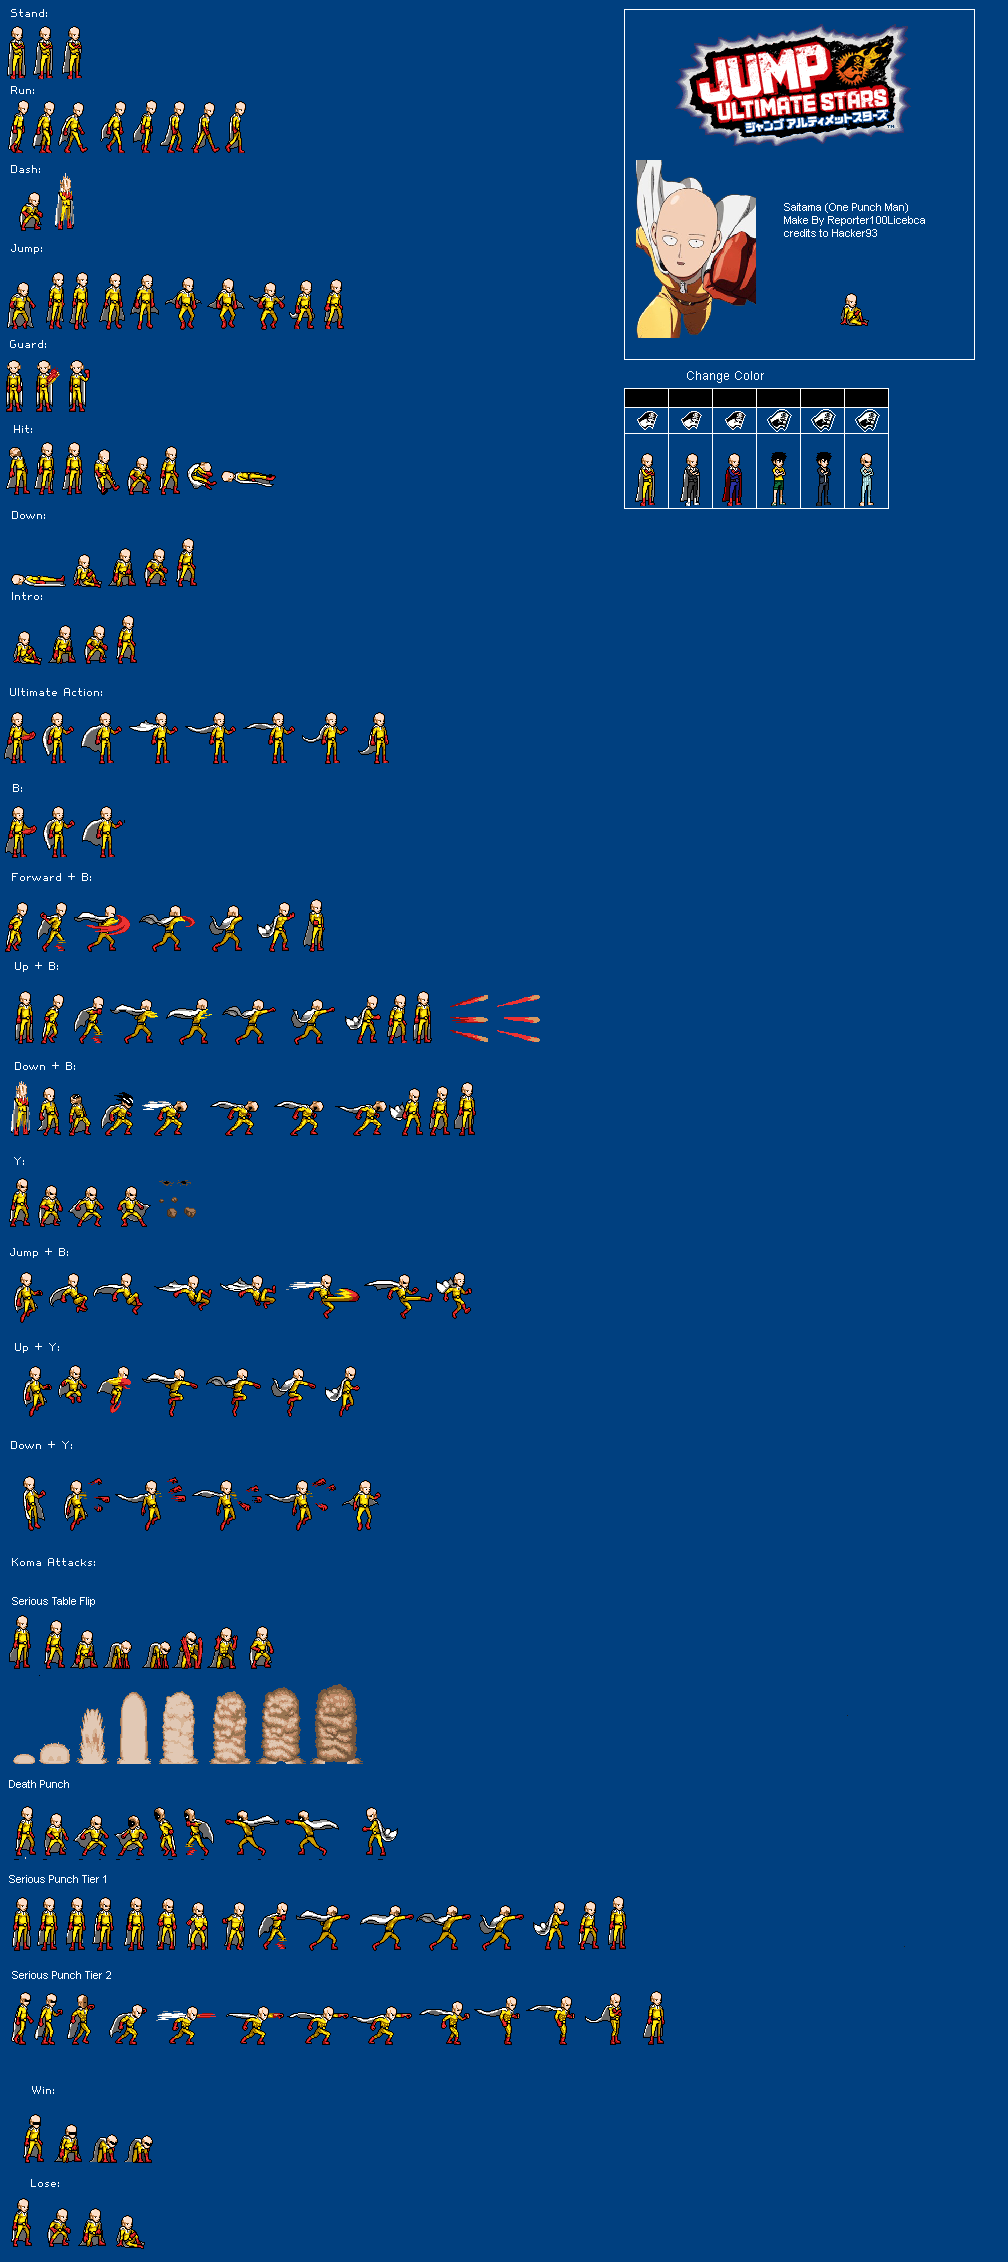 Stand:
Run:
Dash:
Jump:
Guard:
Hit:
Down:
Intro:
Ultimate Action:
B:
Forward + B:
Up + B:
Down + B:
Y:
Jump + B:
Up + Y:
Down + Y:
Koma Attacks:
Serious Table Flip
Death Punch
Serious Punch Tier 1
Serious Punch Tier 2
Win:
Lose:
JUMP
ULTIMATE STARS
ジャンプ アルティメットスターズ
TM
Saitama (One Punch Man)
Make By Reporter100Licebca
credits to Hacker93
Change Color